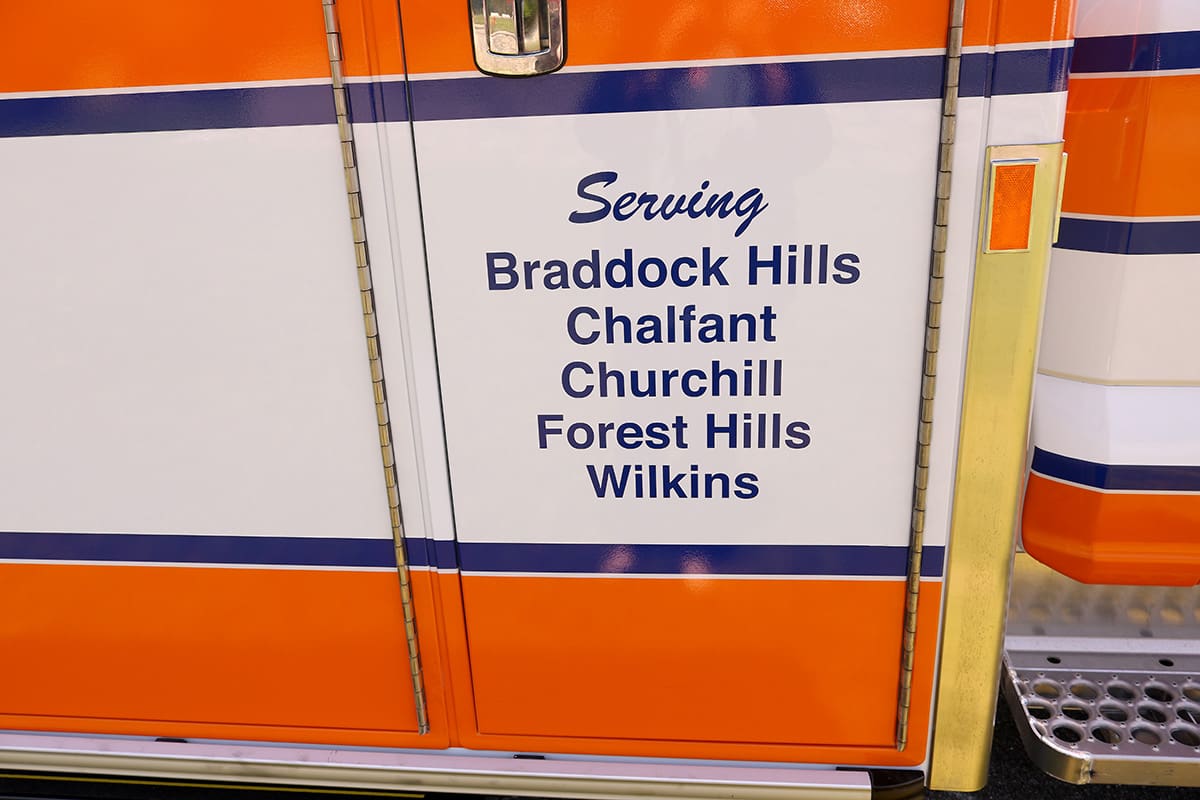 Serving
Braddock Hills
Chalfant
Churchill
Forest Hills
Wilkins